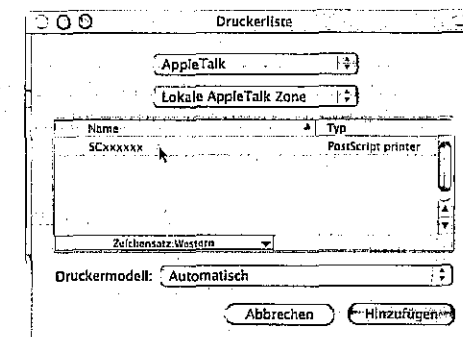 Druckerliste
AppleTalk
Lokale AppleTalk Zone
Name Typ
SCxxxxxx PostScript printer
Zeichensatz: Western
Druckermodell: Automatisch
Abbrechen Hinzufügen